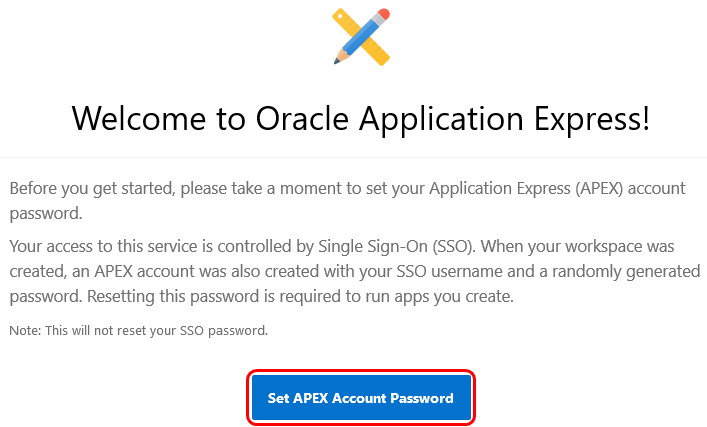 Welcome to Oracle Application Express!
Before you get started, please take a moment to set your Application Express (APEX) account
password.
Your access to this service is controlled by Single Sign-On (SSO). When your workspace was
created, an APEX account was also created with your SSO username and a randomly generated
password. Resetting this password is required to run apps you create.
Note: This will not reset your SSO password.
Set APEX Account Password